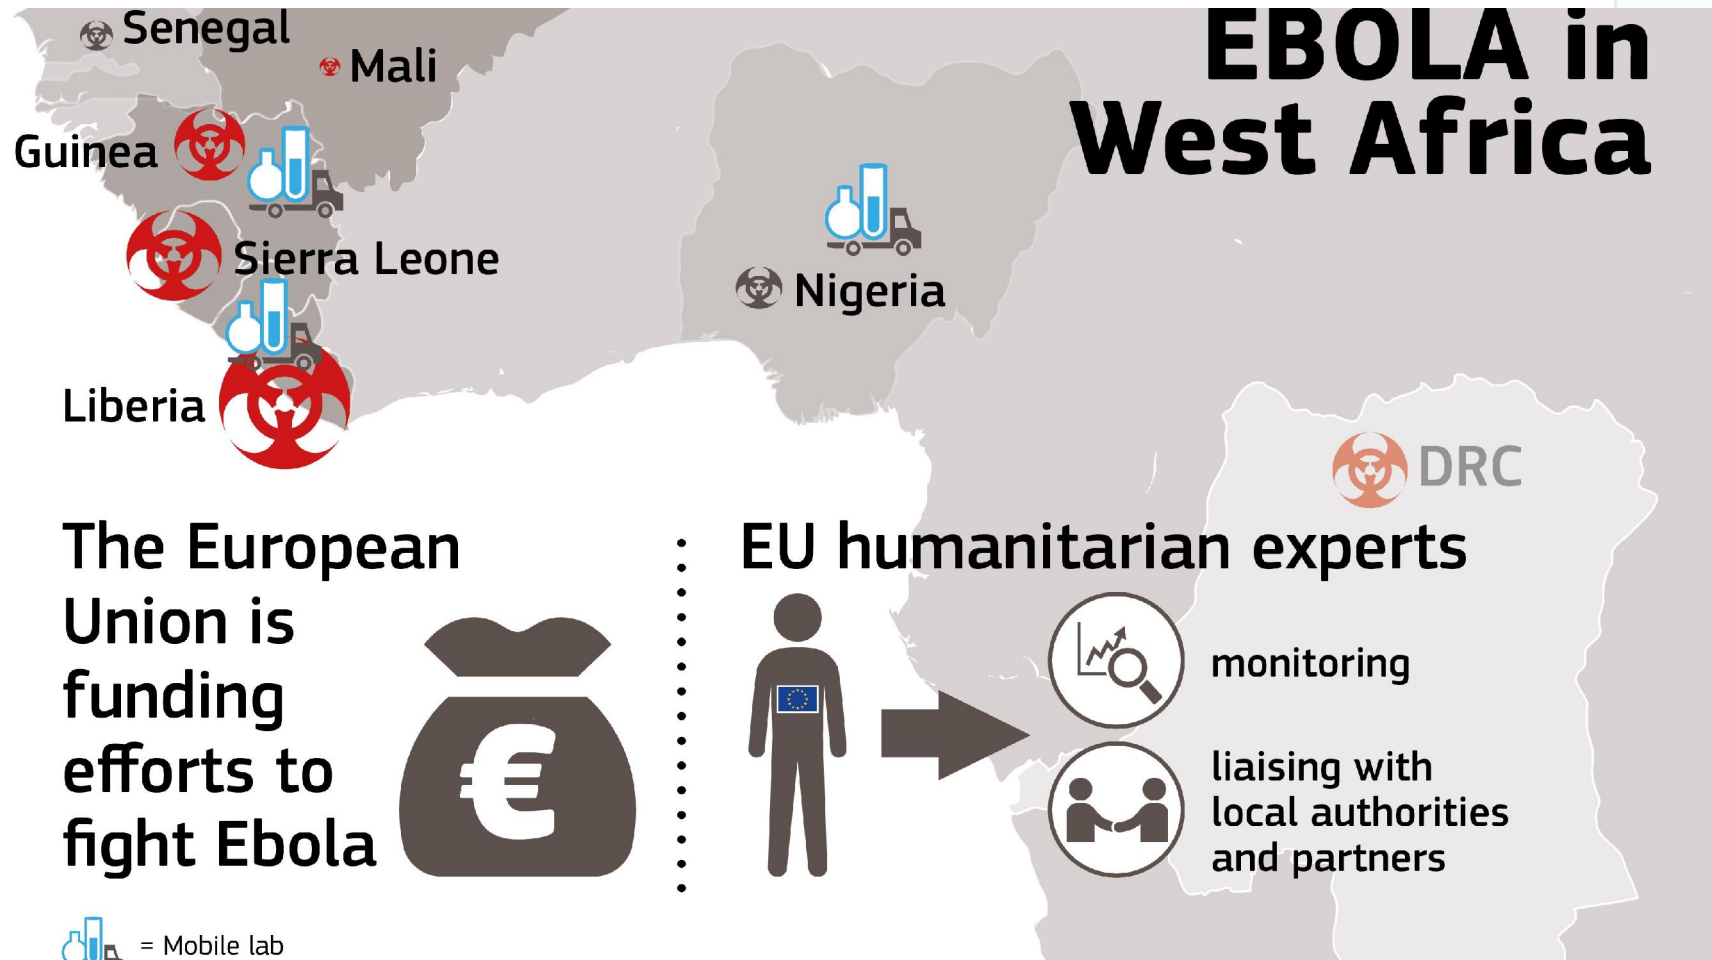 EBOLA in
West Africa
Senegal
Mali
Guinea
Sierra Leone
Nigeria
Liberia
DRC
The European
Union is
funding
efforts to
fight Ebola
€
EU humanitarian experts
monitoring
liaising with
local authorities
and partners
= Mobile lab